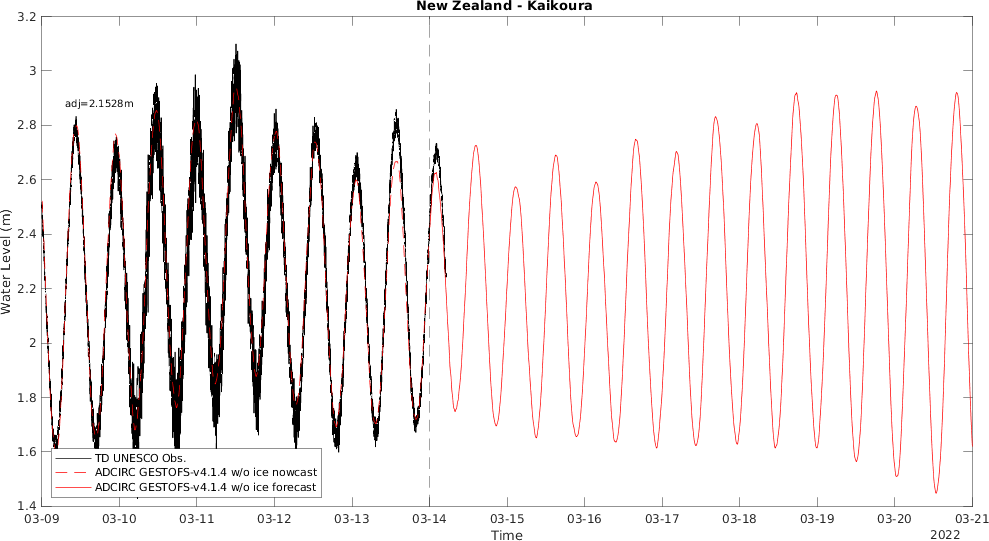 New Zealand - Kaikoura
3.2
3
2.8
2.6
2.4
2.2
2
1.8
1.6
1.4
Water Level (m)
adj=2.1528m
TD UNESCO Obs.
ADCIRC GESTOFS-v4.1.4 w/o ice nowcast
ADCIRC GESTOFS-v4.1.4 w/o ice forecast
03-09 03-10 03-11 03-12 03-13 03-14 03-15 03-16 03-17 03-18 03-19 03-20 03-21
Time
2022